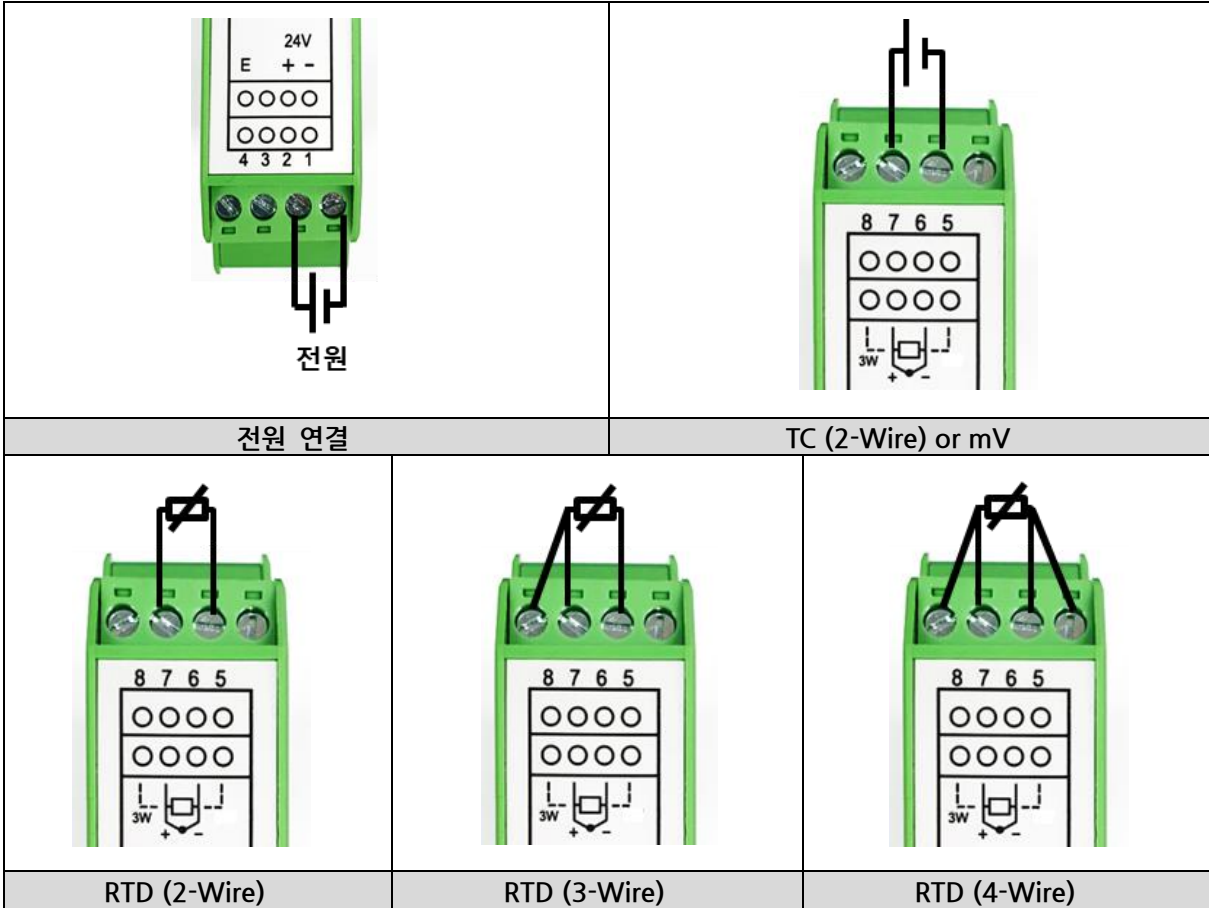 24V
E + -
4 3 2 1
전원
전원 연결
8 7 6 5
3W
+ -
TC (2-Wire) or mV
8 7 6 5
3W
+ -
RTD (2-Wire)
8 7 6 5
3W
+ -
RTD (3-Wire)
8 7 6 5
3W
+ -
RTD (4-Wire)